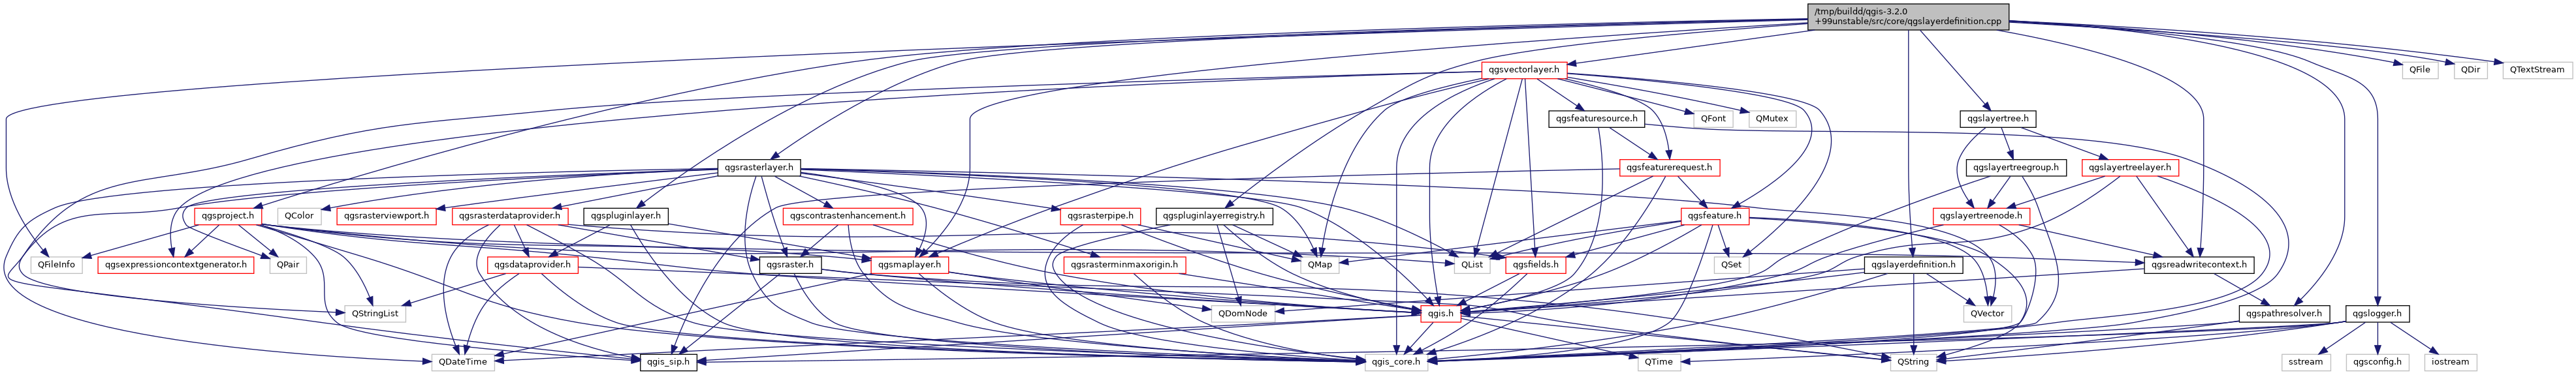 /tmp/buildd/qgis-3.2.0
+99unstable/src/core/qgslayerdefinition.cpp
qgsvectorlayer.h
QFile
QDir
QTextStream
qgsfeaturesource.h
QFont
QMutex
qgslayertree.h
qgsrasterlayer.h
qgsfeaturerequest.h
qgslayertreegroup.h
qgslayertreelayer.h
qgsproject.h
QColor
qgsrasterviewport.h
qgsrasterdataprovider.h
qgspluginlayer.h
qgscontrastenhancement.h
qgsrasterpipe.h
qgspluginlayerregistry.h
qgsfeature.h
qgslayertreenode.h
QFileInfo
qgsexpressioncontextgenerator.h
QPair
qgsdataprovider.h
qgsraster.h
qgsmaplayer.h
qgsrasterminmaxorigin.h
QMap
QList
qgsfields.h
QSet
qgslayerdefinition.h
qgsreadwritecontext.h
QStringList
QDomNode
qgis.h
QVector
qgspathresolver.h
qgslogger.h
QDateTime
qgis_sip.h
qgis_core.h
QTime
QString
sstream
qgsconfig.h
iostream